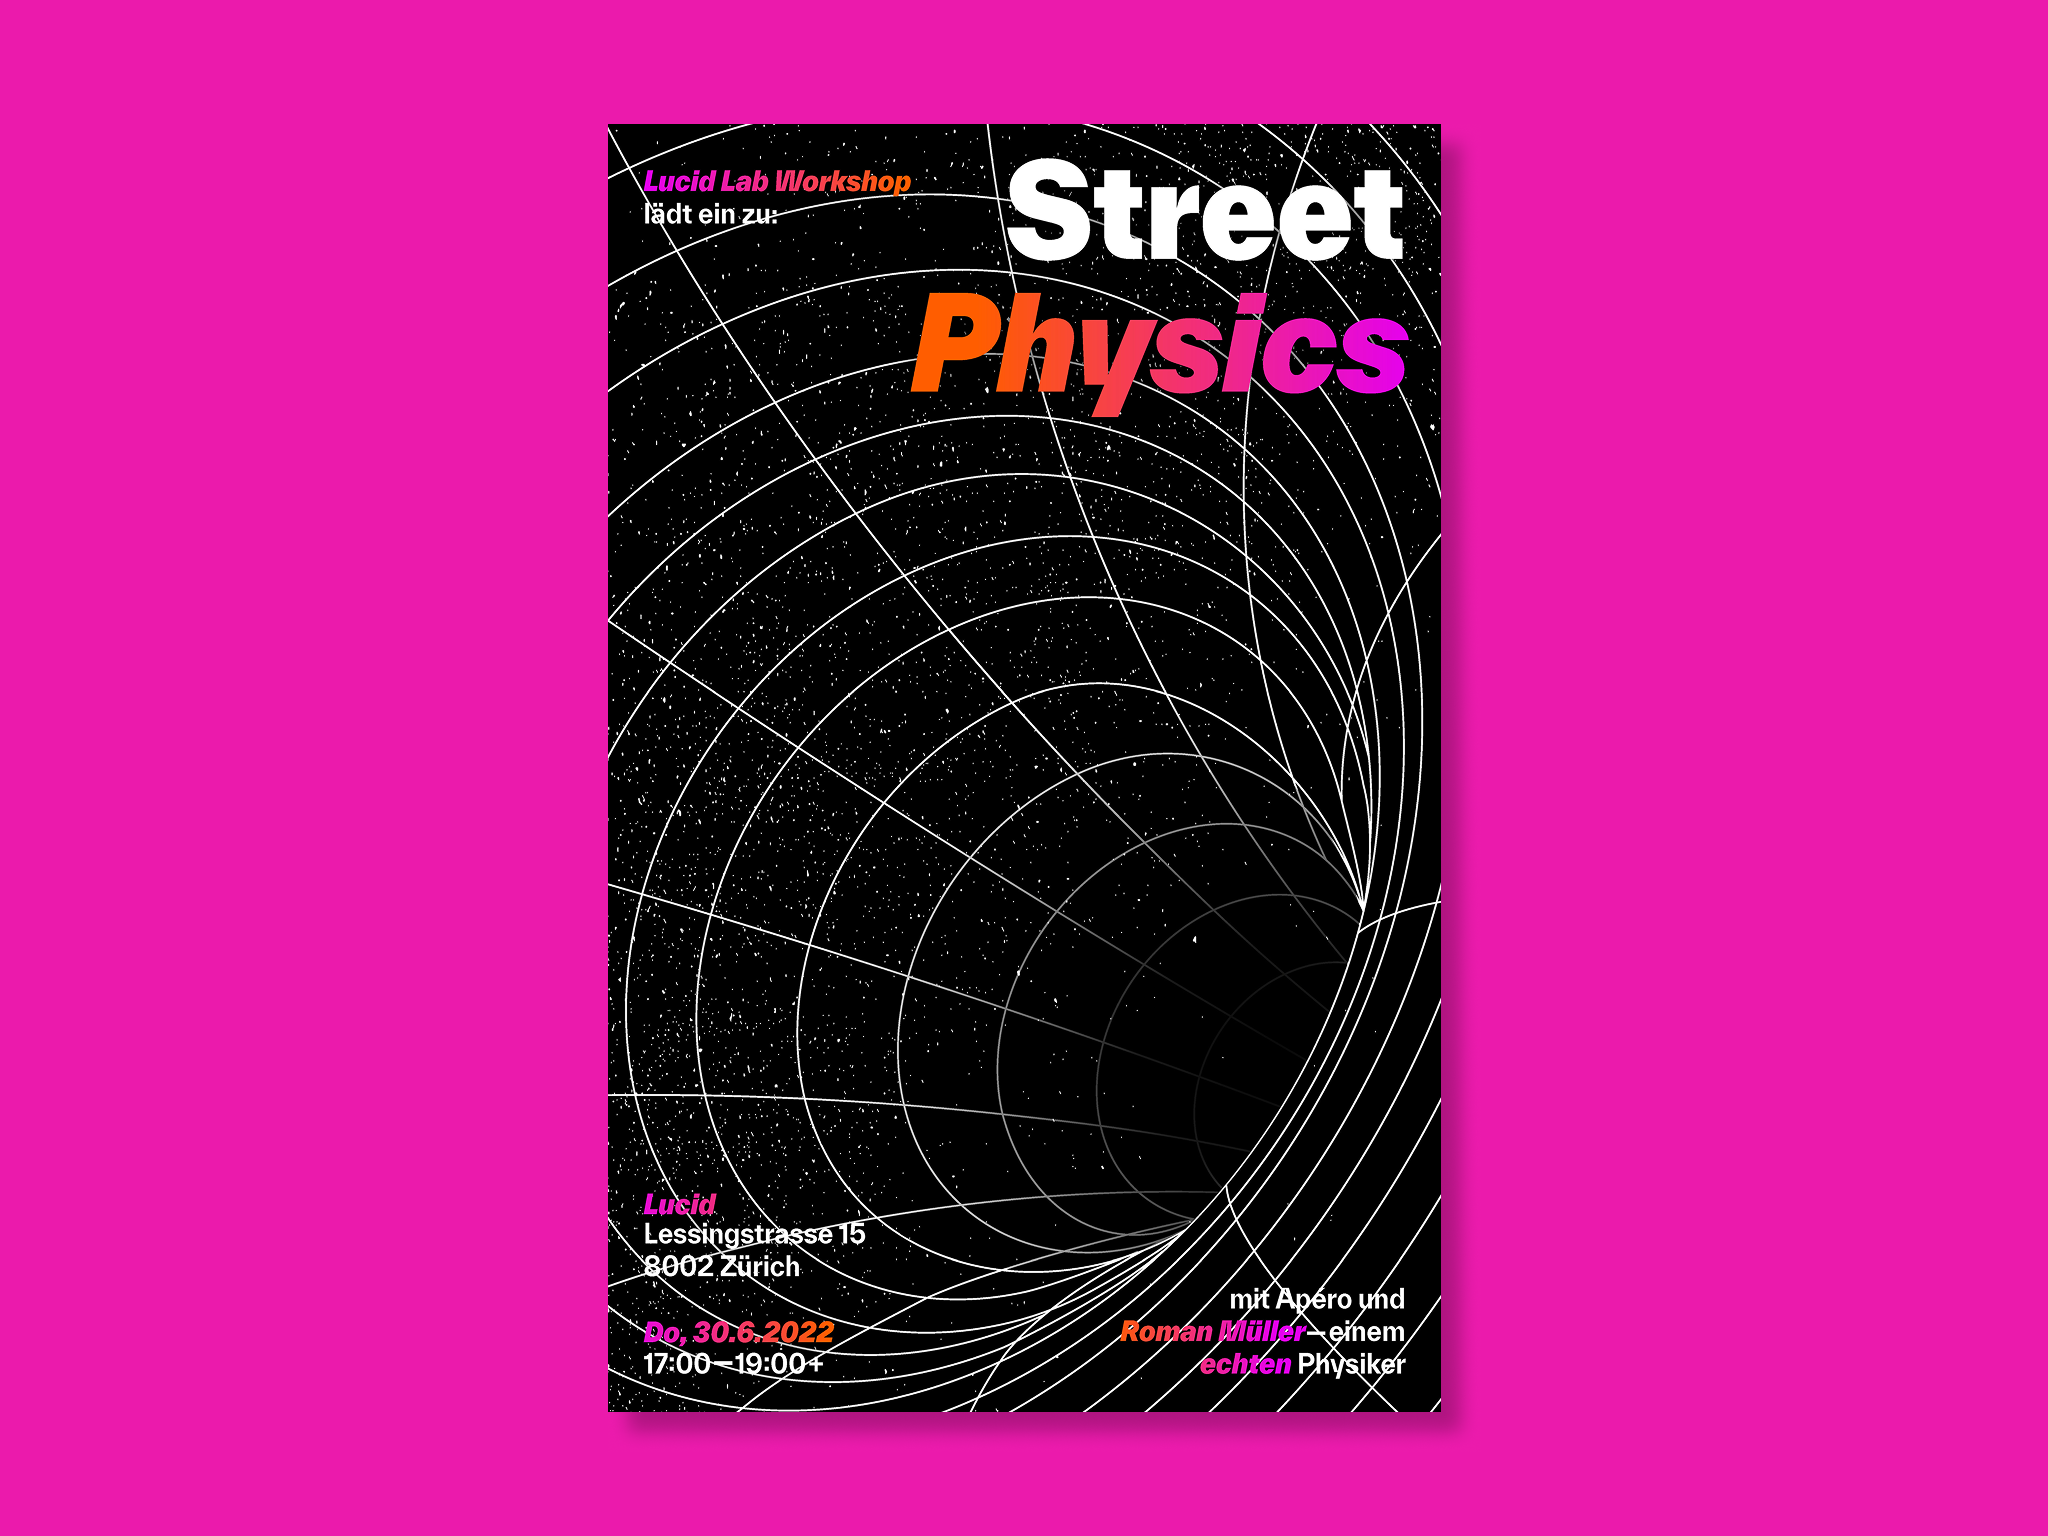 Lucid Lab Workshop
lädt ein zu:
Street
Physics
Lucid
Lessingstrasse 15
8002 Zürich
Do, 30.6.2022
17:00—19:00+
mit Apéro und
Roman Müller—einem
echten Physiker